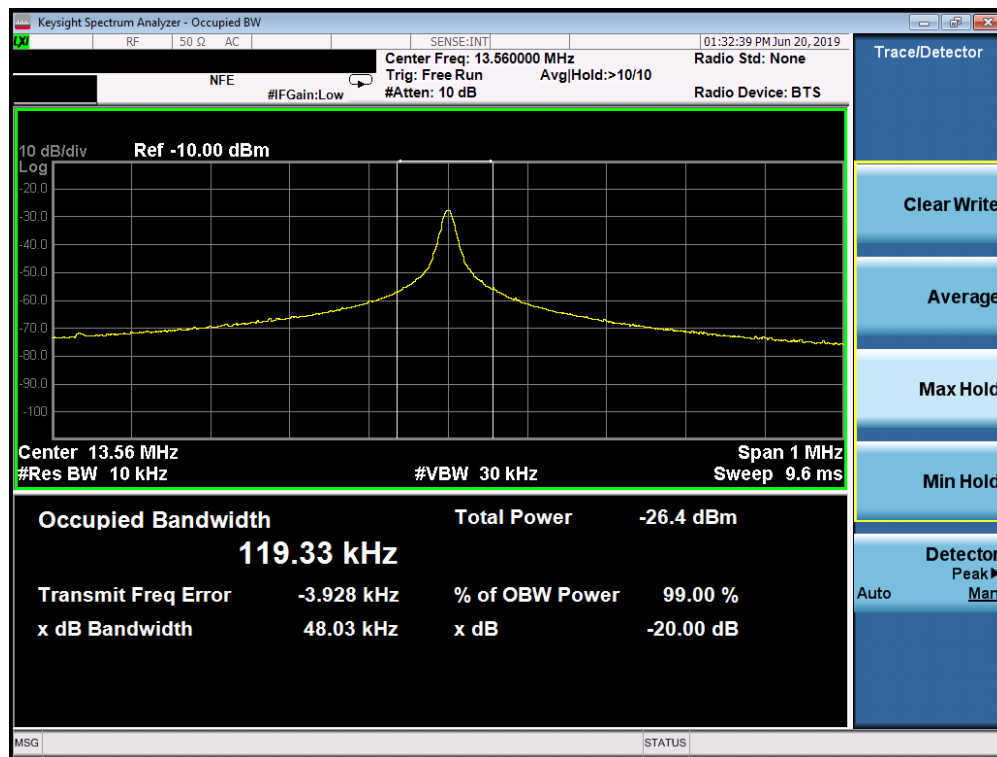 Keysight Spectrum Analyzer - Occupied BW
LXI RF 50 Ω AC SENSE:INT 01:32:39 PM Jun 20, 2019
Center Freq: 13.560000 MHz Radio Std: None
NFE Trig: Free Run Avg|Hold:>10/10
#IFGain:Low #Atten: 10 dB Radio Device: BTS
10 dB/div Ref -10.00 dBm
Log
-20.0
-30.0
-40.0
-50.0
-60.0
-70.0
-80.0
-90.0
-100
Center 13.56 MHz Span 1 MHz
#Res BW 10 kHz #VBW 30 kHz Sweep 9.6 ms
Occupied Bandwidth Total Power -26.4 dBm
119.33 kHz
Transmit Freq Error -3.928 kHz % of OBW Power 99.00 %
x dB Bandwidth 48.03 kHz x dB -20.00 dB
MSG STATUS
Trace/Detector
Clear Write
Average
Max Hold
Min Hold
Detector
Peak
Auto Man